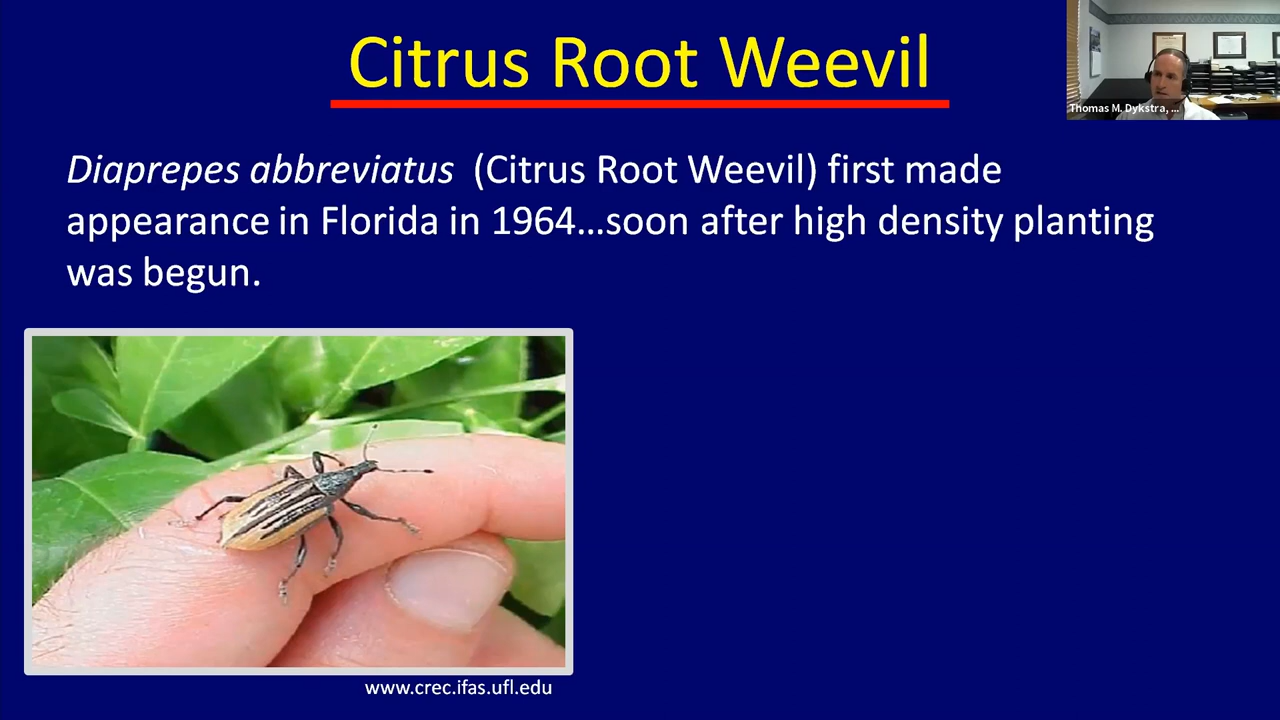 Citrus Root Weevil
Thomas M. Dykstra, ...
Diaprepes abbreviatus (Citrus Root Weevil) first made
appearance in Florida in 1964...soon after high density planting
was begun.
www.crec.ifas.ufl.edu